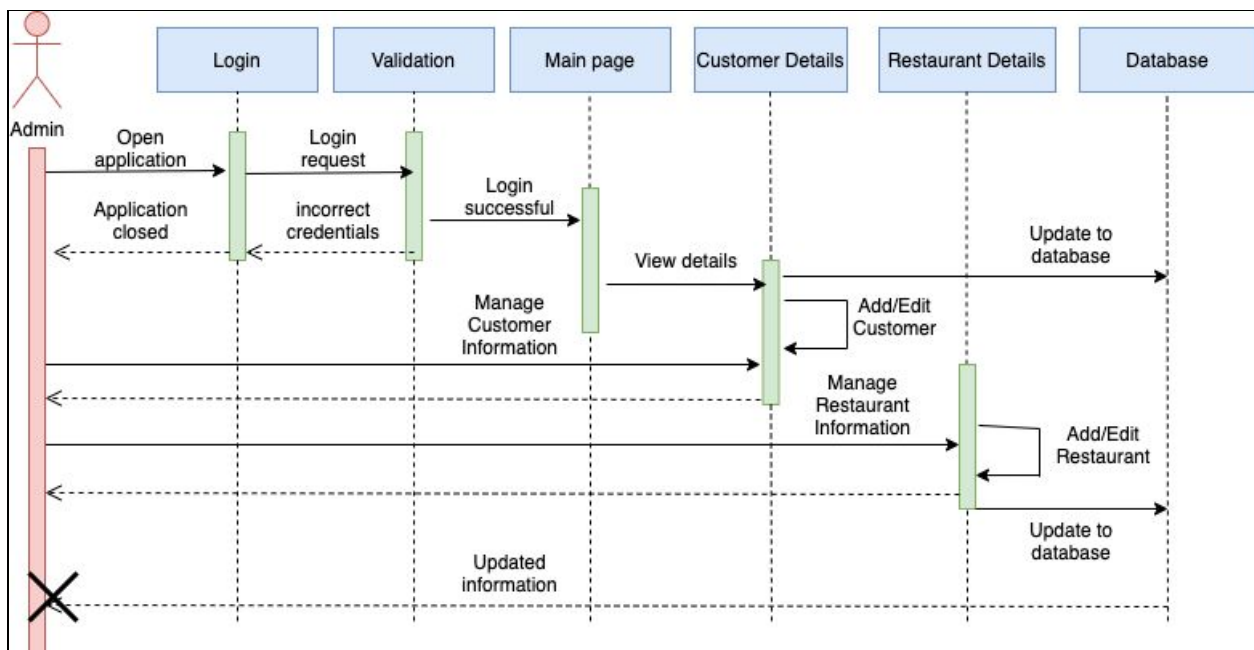 Login
Validation
Main page
Customer Details
Restaurant Details
Database
Admin
Open
application
Login
request
Login
successful
Application
closed
incorrect
credentials
Update to
database
View details
Manage
Customer
Information
Add/Edit
Customer
Manage
Restaurant
Information
Add/Edit
Restaurant
Update to
database
Updated
information